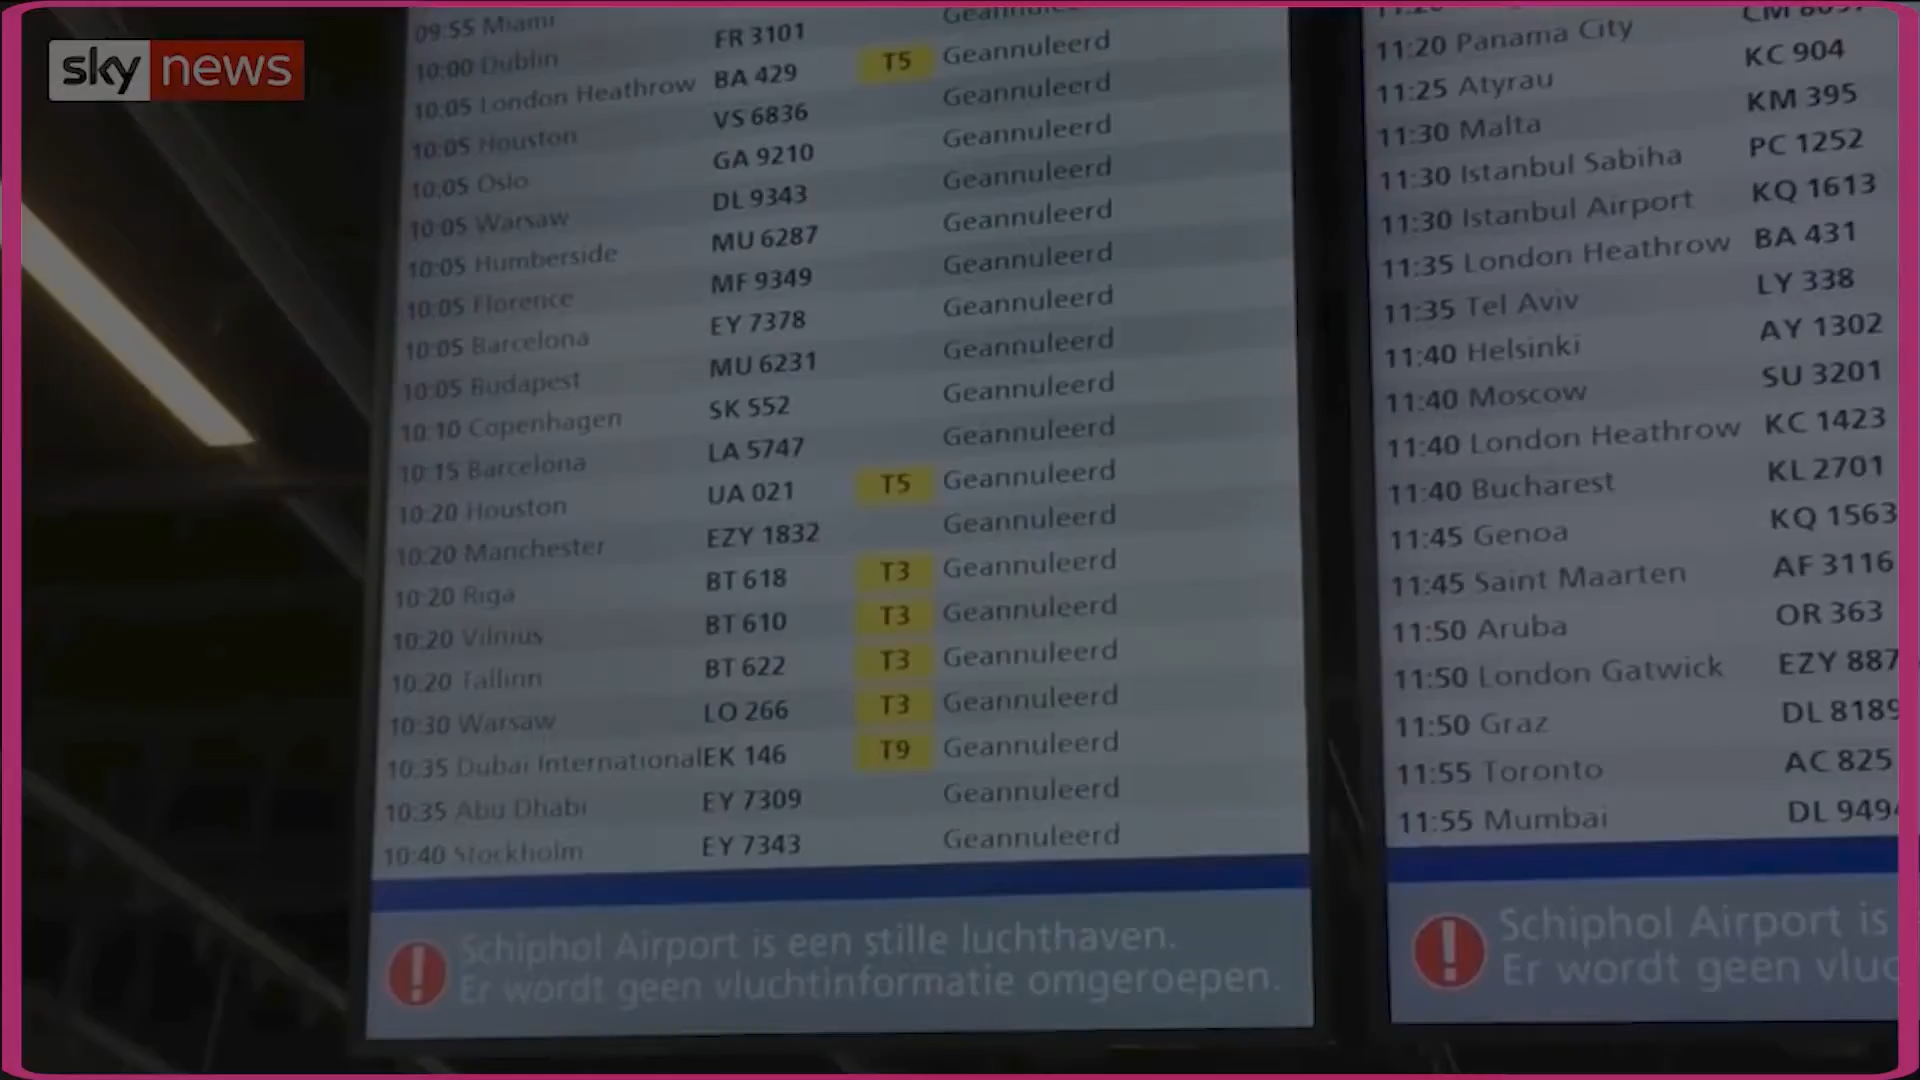 sky news
09:55 Miami
10:00 Dublin FR 3101 Geannuleerd
10:05 London Heathrow BA 429 T5 Geannuleerd
10:05 Houston VS 6836 Geannuleerd
10:05 Oslo GA 9210 Geannuleerd
10:05 Warsaw DL 9343 Geannuleerd
10:05 Humberside MU 6287 Geannuleerd
10:05 Florence MF 9349 Geannuleerd
10:05 Barcelona EY 7378 Geannuleerd
10:05 Budapest MU 6231 Geannuleerd
10:10 Copenhagen SK 552 Geannuleerd
10:15 Barcelona LA 5747 Geannuleerd
10:20 Houston UA 021 T5 Geannuleerd
10:20 Manchester EZY 1832 Geannuleerd
10:20 Riga BT 618 T3 Geannuleerd
10:20 Vilnius BT 610 T3 Geannuleerd
10:20 Tallinn BT 622 T3 Geannuleerd
10:30 Warsaw LO 266 T3 Geannuleerd
10:35 Dubai International EK 146 T9 Geannuleerd
10:35 Abu Dhabi EY 7309 Geannuleerd
10:40 Stockholm EY 7343 Geannuleerd
Schiphol Airport is een stille luchthaven.
Er wordt geen vluchtinformatie omgeroepen.
11:20 Panama City
11:25 Atyrau KC 904
11:30 Malta KM 395
11:30 Istanbul Sabiha PC 1252
11:30 Istanbul Airport KQ 1613
11:35 London Heathrow BA 431
11:35 Tel Aviv LY 338
11:40 Helsinki AY 1302
11:40 Moscow SU 3201
11:40 London Heathrow KC 1423
11:40 Bucharest KL 2701
11:45 Genoa KQ 1563
11:45 Saint Maarten AF 3116
11:50 Aruba OR 363
11:50 London Gatwick EZY 887
11:50 Graz DL 8189
11:55 Toronto AC 825
11:55 Mumbai DL 949
Schiphol Airport is
Er wordt geen vluc